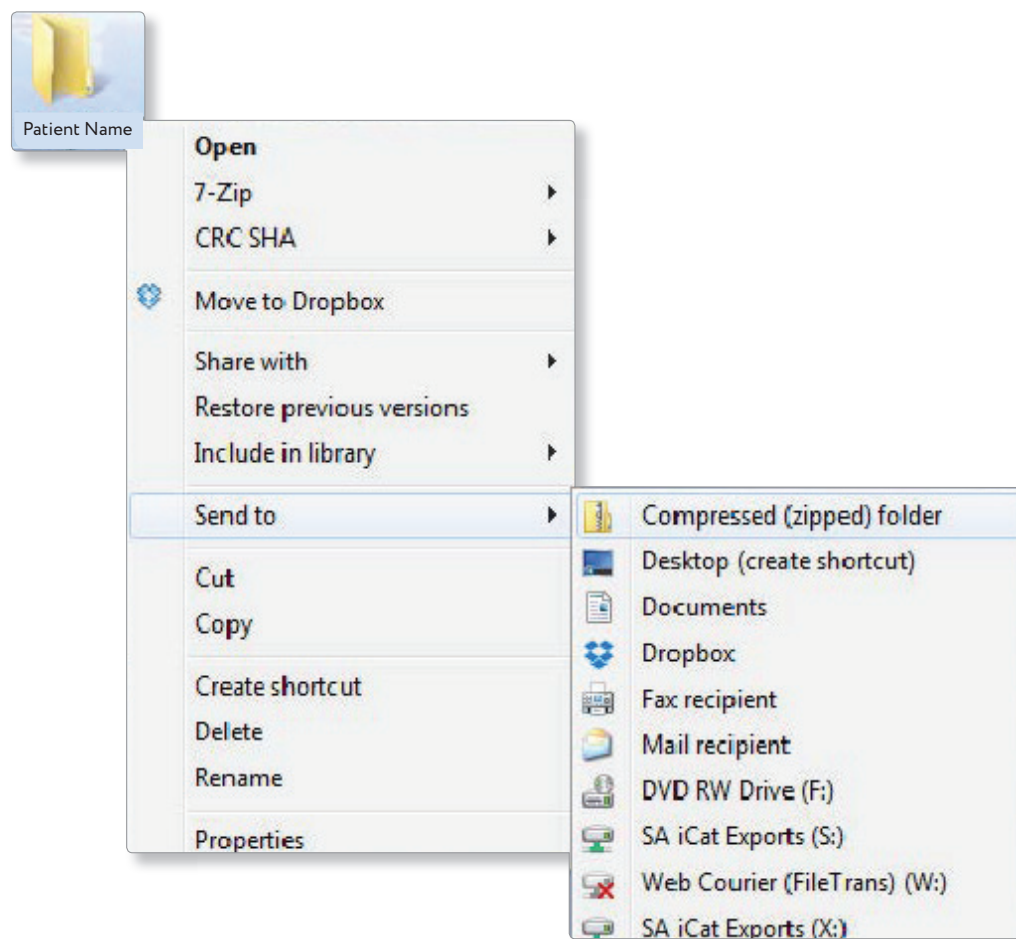 Patient Name
Open
7-Zip
CRC SHA
Move to Dropbox
Share with
Restore previous versions
Include in library
Send to
Cut
Copy
Create shortcut
Delete
Rename
Properties
Compressed (zipped) folder
Desktop (create shortcut)
Documents
Dropbox
Fax recipient
Mail recipient
DVD RW Drive (F:)
SA iCat Exports (S:)
Web Courier (FileTrans) (W:)
SA iCat Exports (X:)